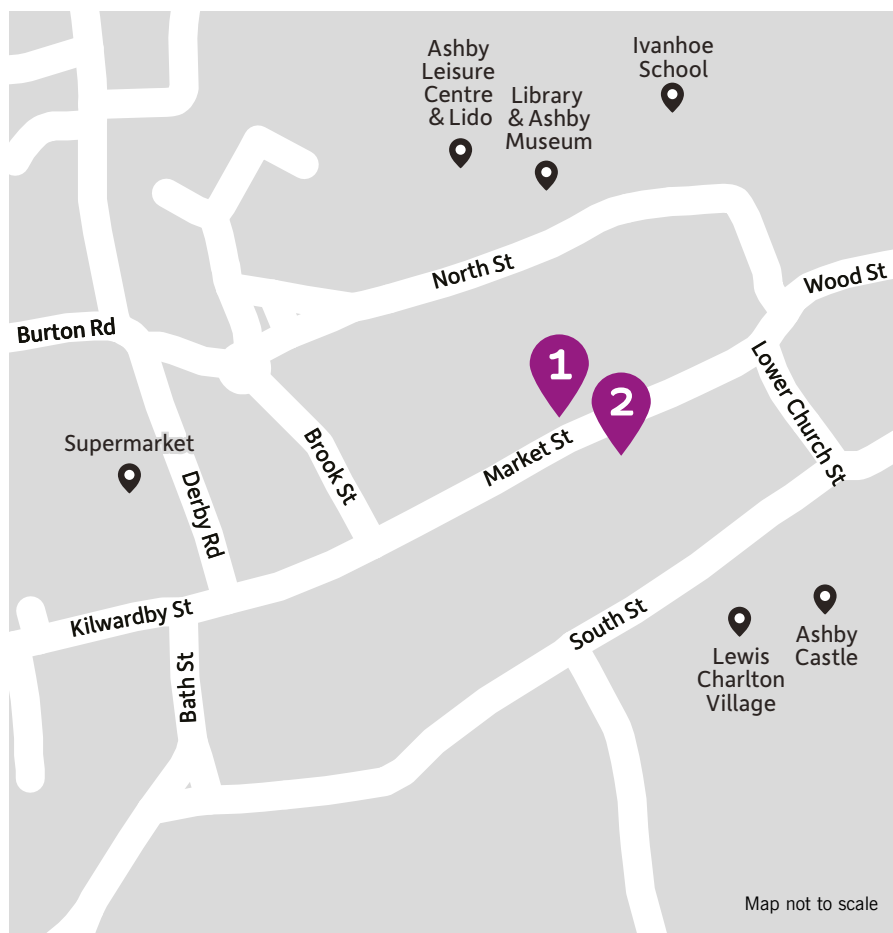 Ashby
Leisure
Centre
& Lido
Library
& Ashby
Museum
Ivanhoe
School
North St
Wood St
Burton Rd
1
2
Lower Church St
Supermarket
Brook St
Market St
Derby Rd
Kilwardby St
South St
Bath St
Lewis
Charlton
Village
Ashby
Castle
Map not to scale